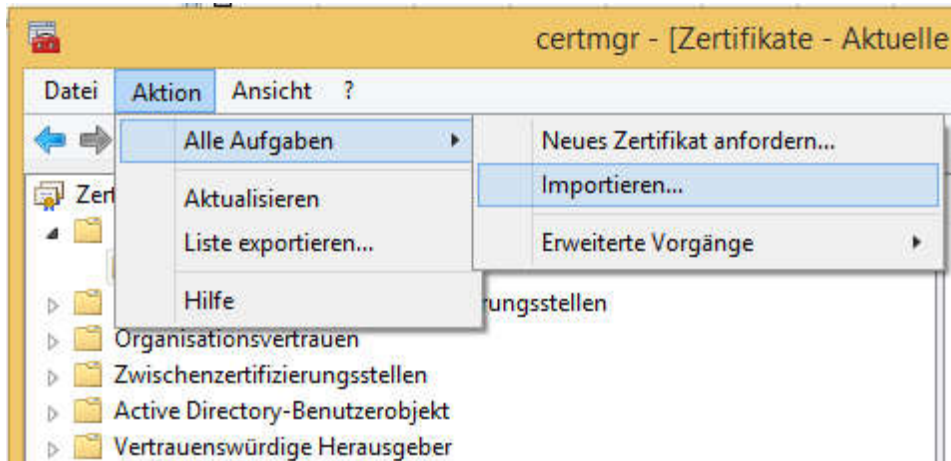 certmgr - [Zertifikate - Aktuelle
Datei Aktion Ansicht ?
Alle Aufgaben
Aktualisieren
Liste exportieren...
Hilfe
Neues Zertifikat anfordern...
Importieren...
Erweiterte Vorgänge
Zert
rungsstellen
Organisationsvertrauen
Zwischenzertifizierungsstellen
Active Directory-Benutzerobjekt
Vertrauenswürdige Herausgeber